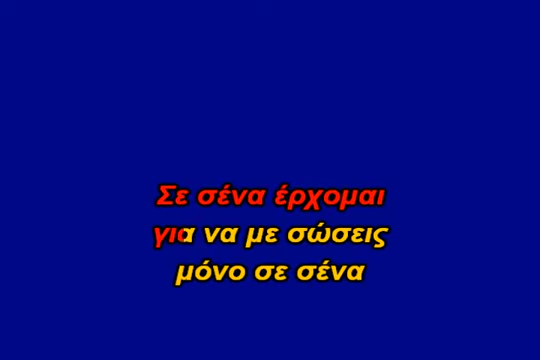 Σε σένα έρχομαι
για να με σώσεις
μόνο σε σένα